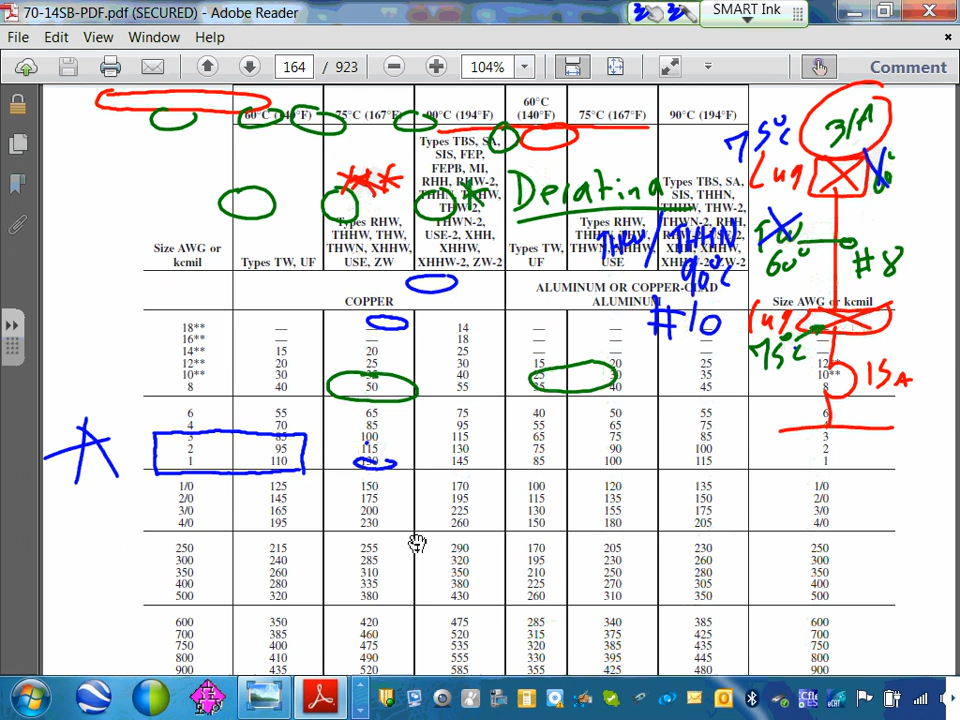 70-14SB-PDF.pdf (SECURED) - Adobe Reader
SMART Ink
File Edit View Window Help
164 / 923 104% Comment
60°C (140°F) 75°C (167°F) 90°C (194°F) 60°C (140°F) 75°C (167°F) 90°C (194°F)
31A
75°C
Lug
Types TBS, SA, SIS, FEP, FEPB, MI, RHH, RHW-2, THHN, THHW, THW-2, THWN-2, USE-2, XHH, XHHW, XHHW-2, ZW-2
Derating
Types TBS, SA, SIS, THHN, THHW, THW-2, THWN-2, RHH, RHW-2, USE-2, XHH, XHHW, XHHW-2, ZW-2
Size AWG or kcmil
Types TW, UF
Types RHW, THHW, THW, THWN, XHHW, USE, ZW
Types TW, UF
Types RHW, THHW, THW, THWN, XHHW, USE
THW/THHN
90°C
#10
60°
#8
COPPER
ALUMINUM OR COPPER-CLAD ALUMINUM
Size AWG or kcmil
Lug
75°C
15A
18** — — 14 — — — —
16** — — 18 — — — —
14** 15 20 25 — — — —
12** 20 25 30 15 20 25 12**
10** 30 35 40 25 30 35 10**
8 40 50 55 35 40 45 8
6 55 65 75 40 50 55 6
4 70 85 95 55 65 75 4
3 85 100 115 65 75 85 3
2 95 115 130 75 90 100 2
1 110 130 145 85 100 115 1
1/0 125 150 170 100 120 135 1/0
2/0 145 175 195 115 135 150 2/0
3/0 165 200 225 130 155 175 3/0
4/0 195 230 260 150 180 205 4/0
250 215 255 290 170 205 230 250
300 240 285 320 195 230 260 300
350 260 310 350 210 250 280 350
400 280 335 380 225 270 305 400
500 320 380 430 260 310 350 500
600 350 420 475 285 340 385 600
700 385 460 520 315 375 425 700
750 400 475 535 320 385 435 750
800 410 490 555 330 395 445 800
900 435 520 585 355 425 480 900